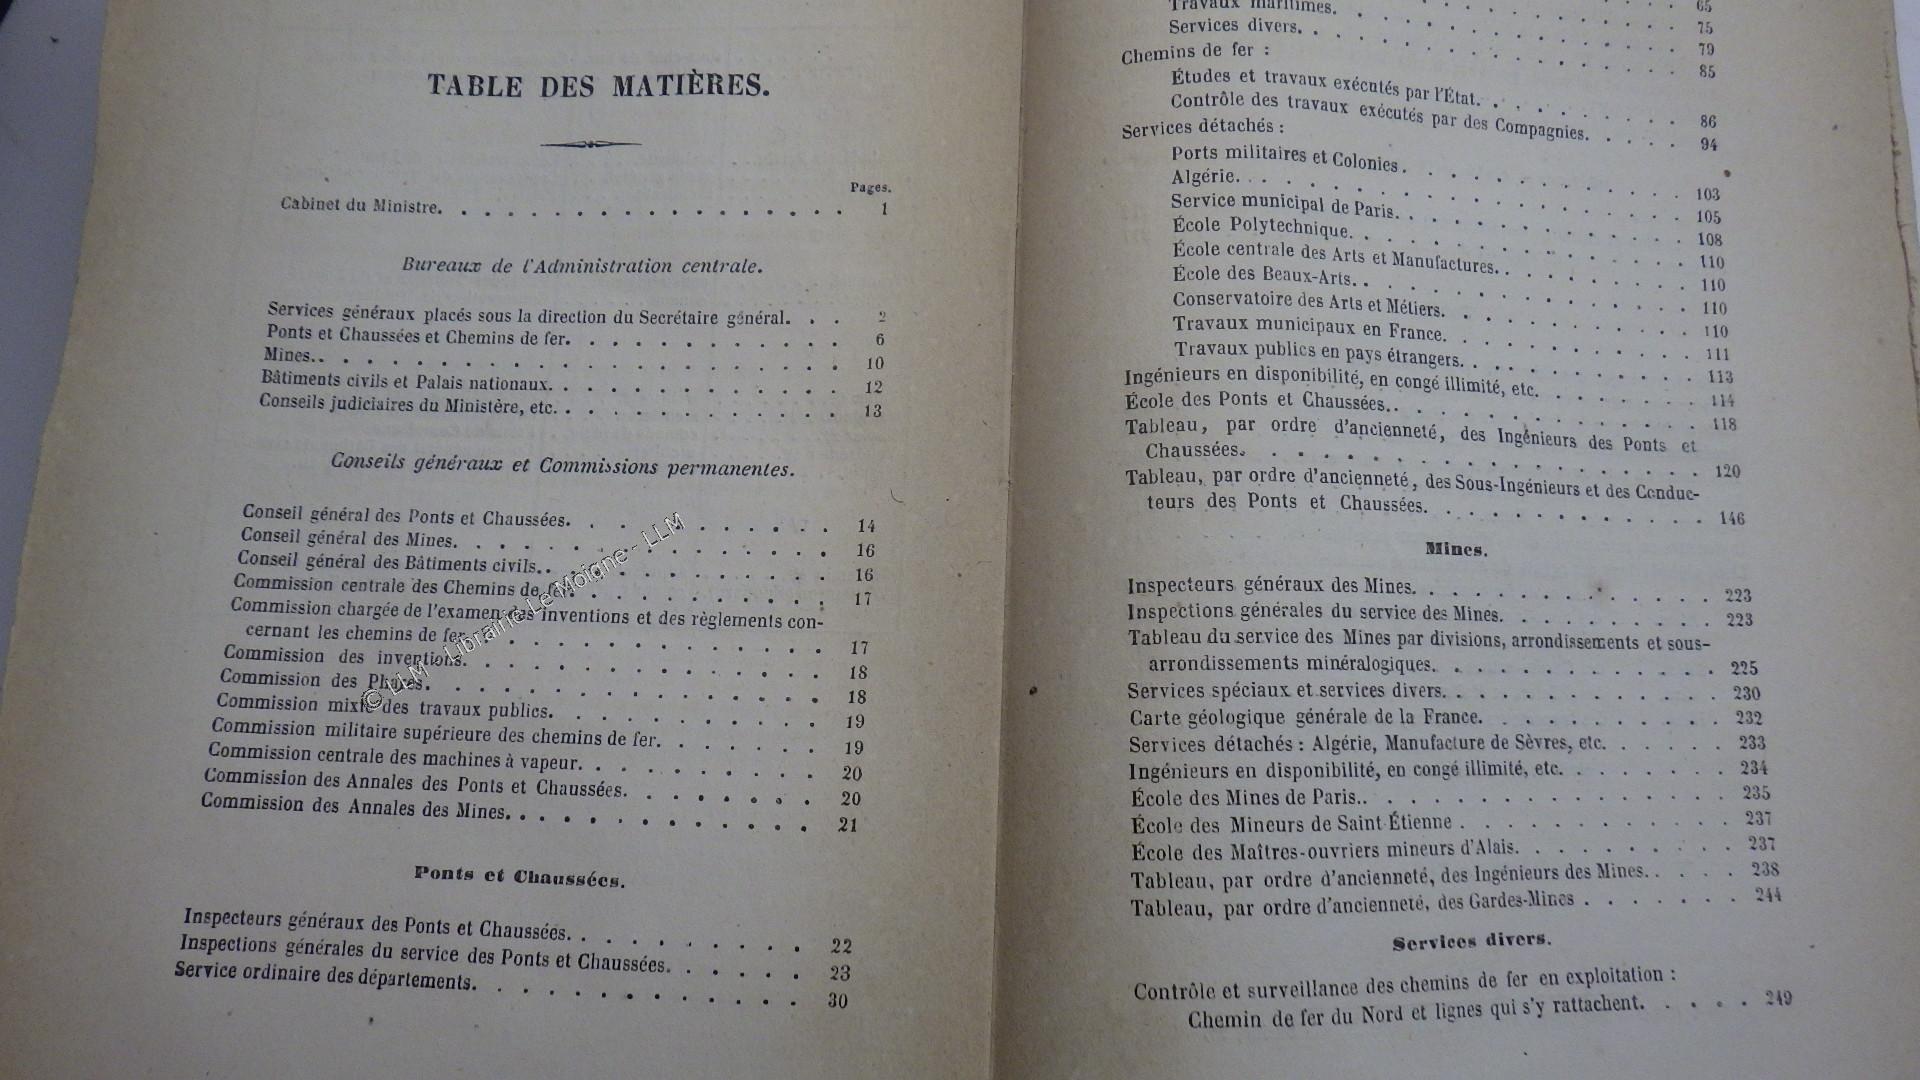 TABLE DES MATIÈRES.
Pages.
Cabinet du Ministre. . . . . . . . . . . . . . . . . . 1
Bureaux de l'Administration centrale.
Services généraux placés sous la direction du Secrétaire général. . . 2
Ponts et Chaussées et Chemins de fer. . . . . . . . . . . . 6
Mines. . . . . . . . . . . . . . . . . . . . . . . 10
Bâtiments civils et Palais nationaux. . . . . . . . . . . . . 12
Conseils judiciaires du Ministère, etc. . . . . . . . . . . . . 13
Conseils généraux et Commissions permanentes.
Conseil général des Ponts et Chaussées. . . . . . . . . . . . 14
Conseil général des Mines. . . . . . . . . . . . . . . . . 16
Conseil général des Bâtiments civils. . . . . . . . . . . . . 16
Commission centrale des Chemins de fer. . . . . . . . . . . . 17
Commission chargée de l'examen des inventions et des règlements con-
cernant les chemins de fer. . . . . . . . . . . . . . . . 17
Commission des inventions. . . . . . . . . . . . . . . . . 18
Commission des Phares. . . . . . . . . . . . . . . . . . 18
Commission mixte des travaux publics. . . . . . . . . . . . . 19
Commission militaire supérieure des chemins de fer. . . . . . . . 19
Commission centrale des machines à vapeur. . . . . . . . . . . 20
Commission des Annales des Ponts et Chaussées. . . . . . . . . 20
Commission des Annales des Mines. . . . . . . . . . . . . . 21
Ponts et Chaussées.
Inspecteurs généraux des Ponts et Chaussées. . . . . . . . . . 22
Inspections générales du service des Ponts et Chaussées. . . . . . 23
Service ordinaire des départements. . . . . . . . . . . . . . 30
© LLM - Librairie Le Moigne - LLM
Travaux maritimes. . . . . . . . . . . . . . . 75
Services divers. . . . . . . . . . . . . . . . . 79
Chemins de fer : 85
Études et travaux exécutés par l'État. . . . . . . . . 86
Contrôle des travaux exécutés par des Compagnies. . . . . 94
Services détachés :
Ports militaires et Colonies. . . . . . . . . . . . . 103
Algérie. . . . . . . . . . . . . . . . . . . . 105
Service municipal de Paris. . . . . . . . . . . . . 108
École Polytechnique. . . . . . . . . . . . . . . 110
École centrale des Arts et Manufactures. . . . . . . . . 110
École des Beaux-Arts. . . . . . . . . . . . . . . 110
Conservatoire des Arts et Métiers. . . . . . . . . . . 110
Travaux municipaux en France. . . . . . . . . . . . 111
Travaux publics en pays étrangers. . . . . . . . . . . 113
Ingénieurs en disponibilité, en congé illimité, etc. . . . . . . . 114
École des Ponts et Chaussées. . . . . . . . . . . . . . . 118
Tableau, par ordre d'ancienneté, des Ingénieurs des Ponts et
Chaussées. . . . . . . . . . . . . . . . . . . . 120
Tableau, par ordre d'ancienneté, des Sous-Ingénieurs et des Conduc-
teurs des Ponts et Chaussées. . . . . . . . . . . . . 146
Mines.
Inspecteurs généraux des Mines. . . . . . . . . . . . . . 223
Inspections générales du service des Mines. . . . . . . . . . 223
Tableau du service des Mines par divisions, arrondissements et sous-
arrondissements minéralogiques. . . . . . . . . . . . . 225
Services spéciaux et services divers. . . . . . . . . . . . . 230
Carte géologique générale de la France. . . . . . . . . . . 232
Services détachés : Algérie, Manufacture de Sèvres, etc. . . . . . 233
Ingénieurs en disponibilité, en congé illimité, etc. . . . . . . . 234
École des Mines de Paris. . . . . . . . . . . . . . . . . 235
École des Mineurs de Saint-Étienne . . . . . . . . . . . . 237
École des Maîtres-ouvriers mineurs d'Alais. . . . . . . . . . 237
Tableau, par ordre d'ancienneté, des Ingénieurs des Mines. . . . . 238
Tableau, par ordre d'ancienneté, des Gardes-Mines . . . . . . . 244
Services divers.
Contrôle et surveillance des chemins de fer en exploitation :
Chemin de fer du Nord et lignes qui s'y rattachent. . . . . 249